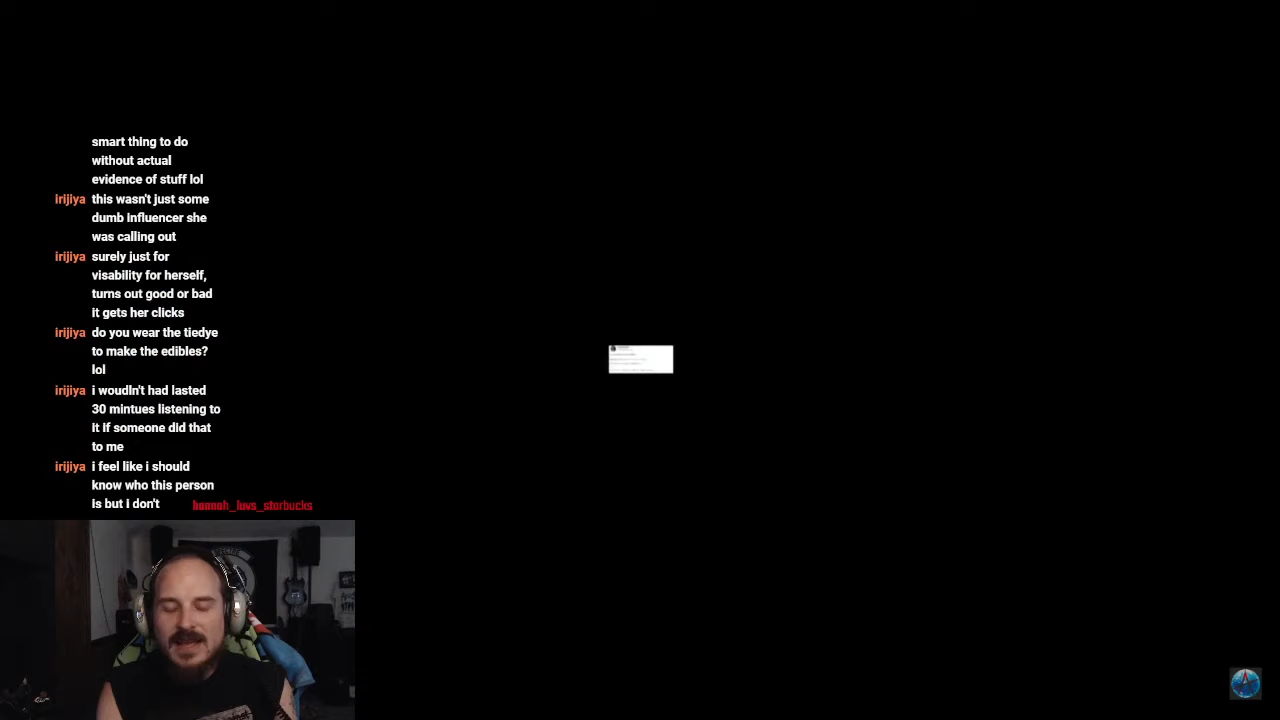 smart thing to do
without actual
evidence of stuff lol
irijiya this wasn't just some
dumb influencer she
was calling out
irijiya surely just for
visability for herself,
turns out good or bad
it gets her clicks
irijiya do you wear the tiedye
to make the edibles?
lol
irijiya i woudln't had lasted
30 mintues listening to
it if someone did that
to me
irijiya i feel like i should
know who this person
is but i don't
hannah_luvs_starbucks